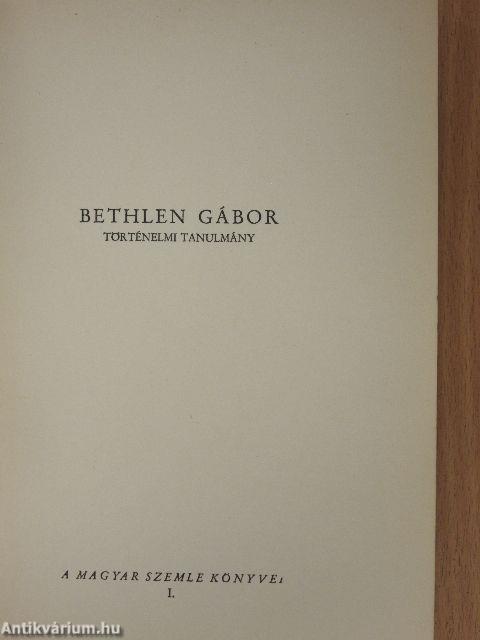 BETHLEN GÁBOR
TÖRTÉNELMI TANULMÁNY
A MAGYAR SZEMLE KÖNYVEI
I.
Antikvárium.hu